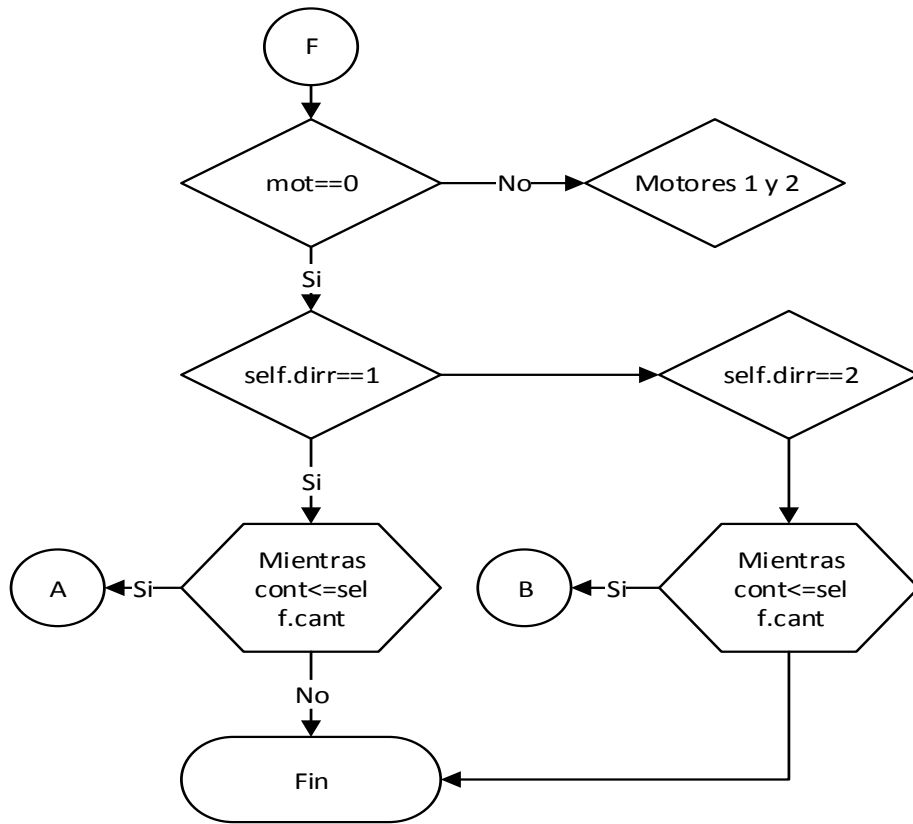 F
mot==0
No
Motores 1 y 2
Si
self.dirr==1
self.dirr==2
Si
Mientras
cont<=sel
f.cant
Mientras
cont<=sel
f.cant
A
Si
B
Si
No
Fin